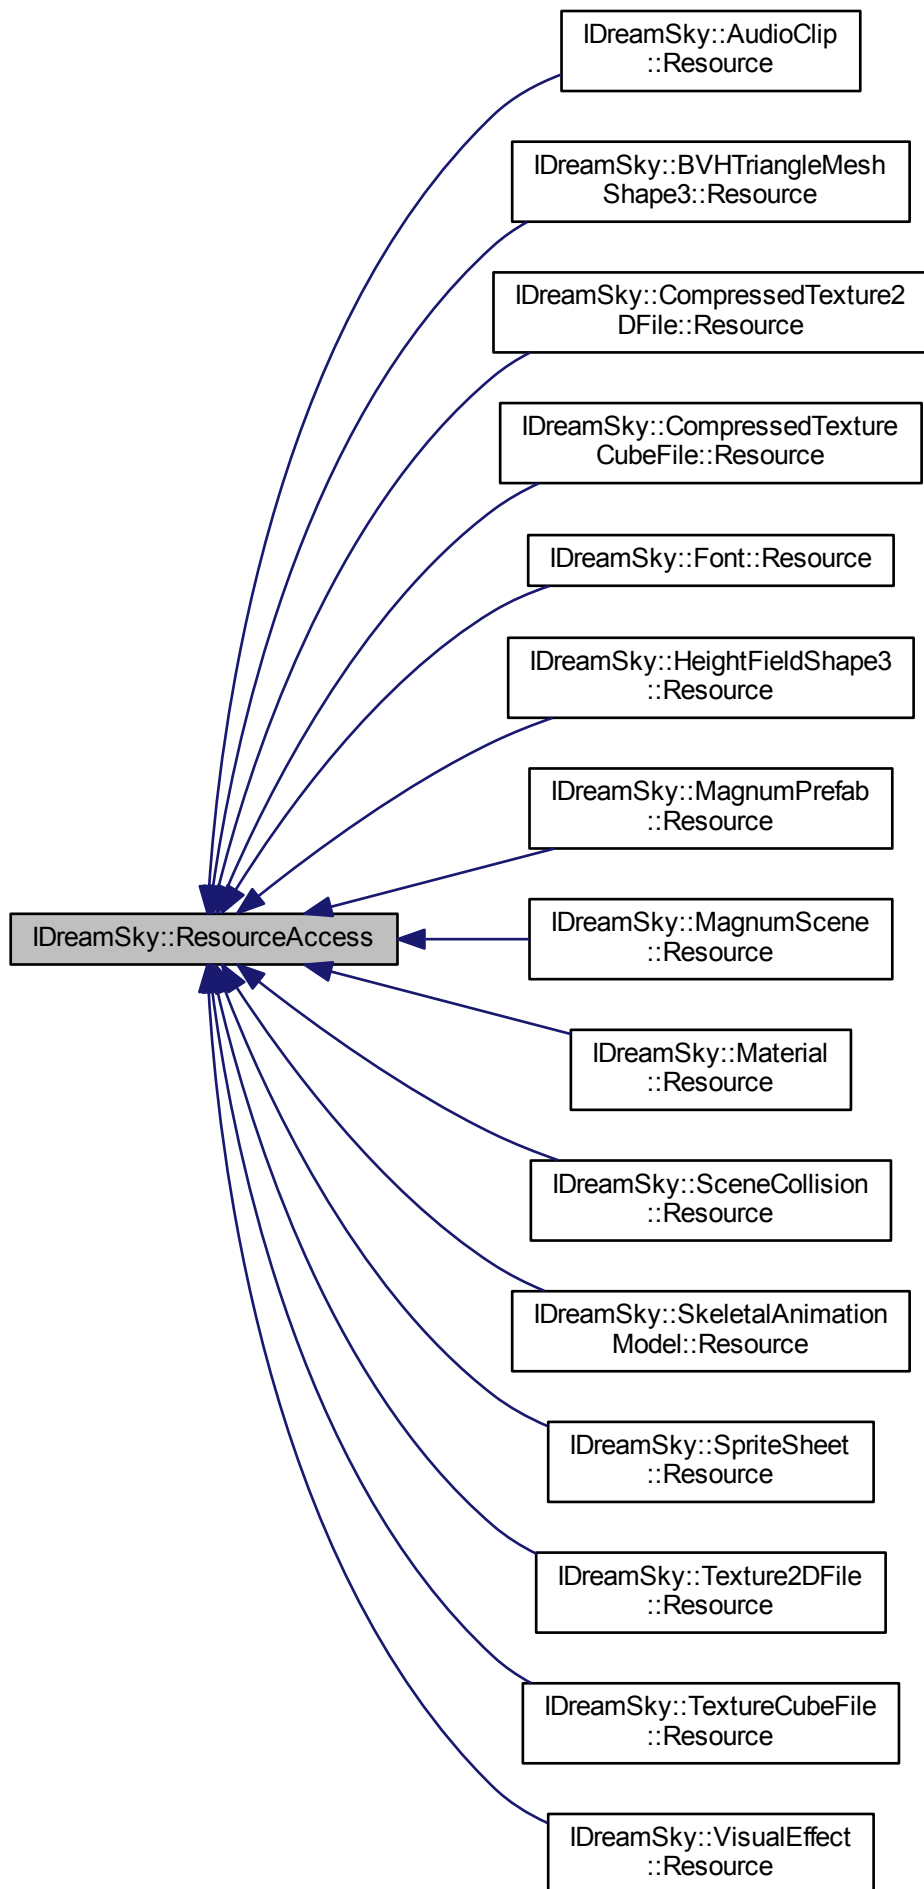 IDreamSky::AudioClip
::Resource
IDreamSky::BVHTriangleMesh
Shape3::Resource
IDreamSky::CompressedTexture2
DFile::Resource
IDreamSky::CompressedTexture
CubeFile::Resource
IDreamSky::Font::Resource
IDreamSky::HeightFieldShape3
::Resource
IDreamSky::MagnumPrefab
::Resource
IDreamSky::ResourceAccess
IDreamSky::MagnumScene
::Resource
IDreamSky::Material
::Resource
IDreamSky::SceneCollision
::Resource
IDreamSky::SkeletalAnimation
Model::Resource
IDreamSky::SpriteSheet
::Resource
IDreamSky::Texture2DFile
::Resource
IDreamSky::TextureCubeFile
::Resource
IDreamSky::VisualEffect
::Resource